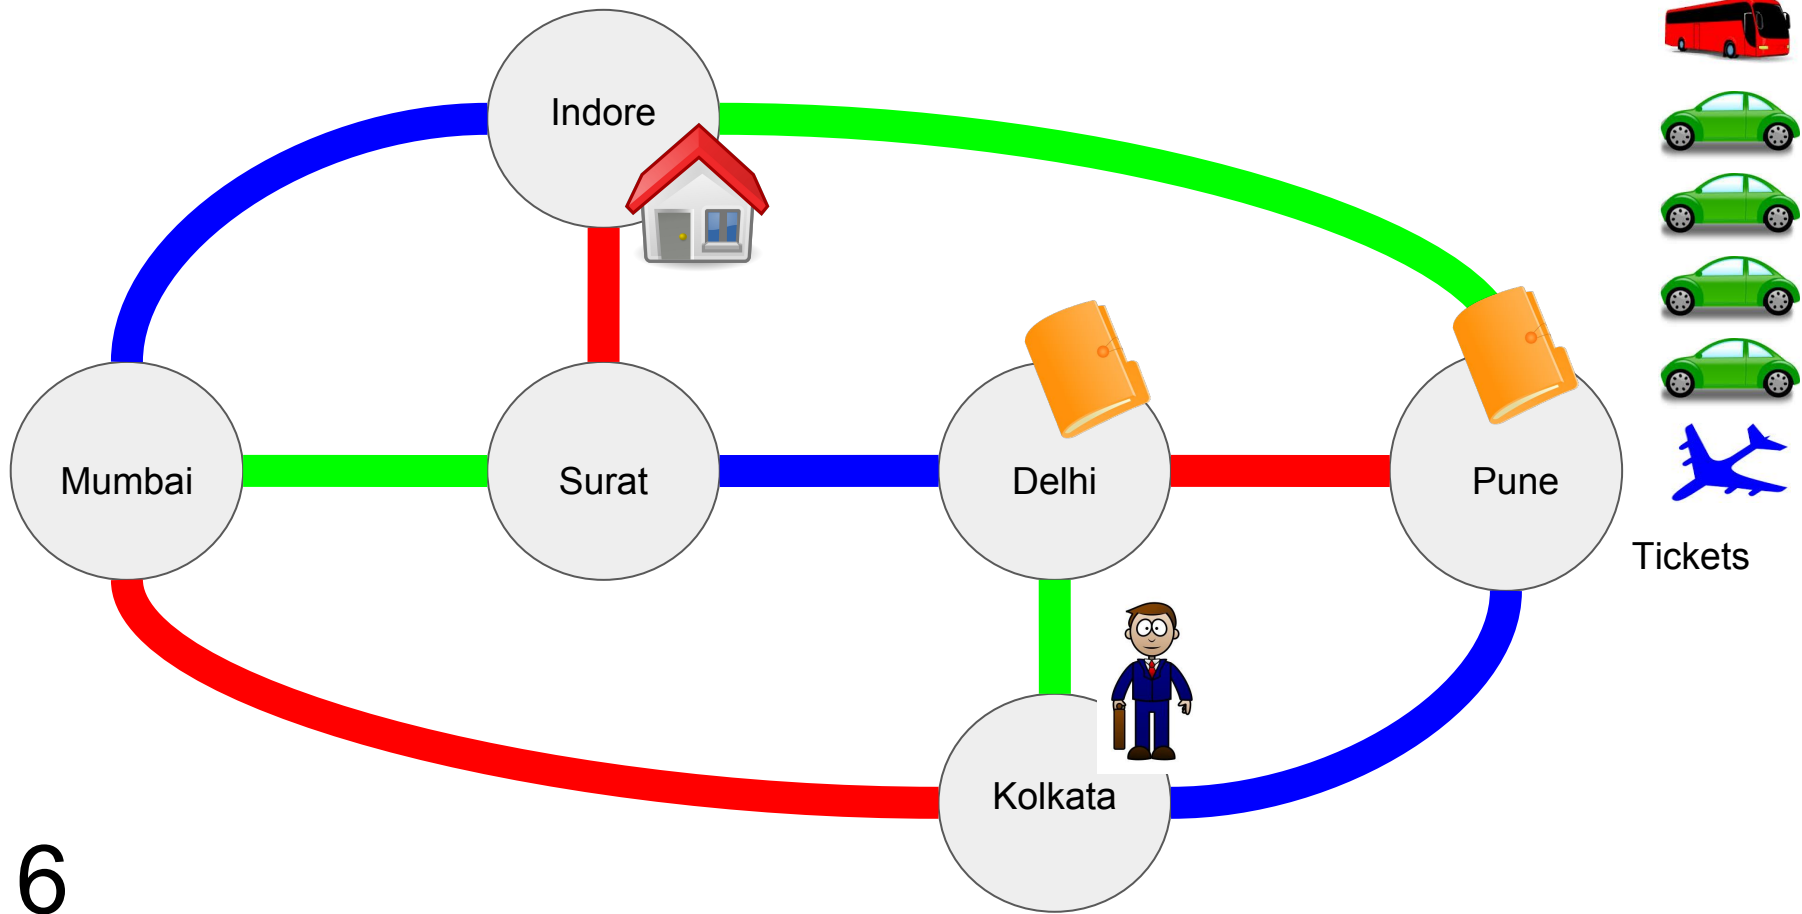 Indore
Mumbai
Surat
Delhi
Pune
Tickets
Kolkata
6